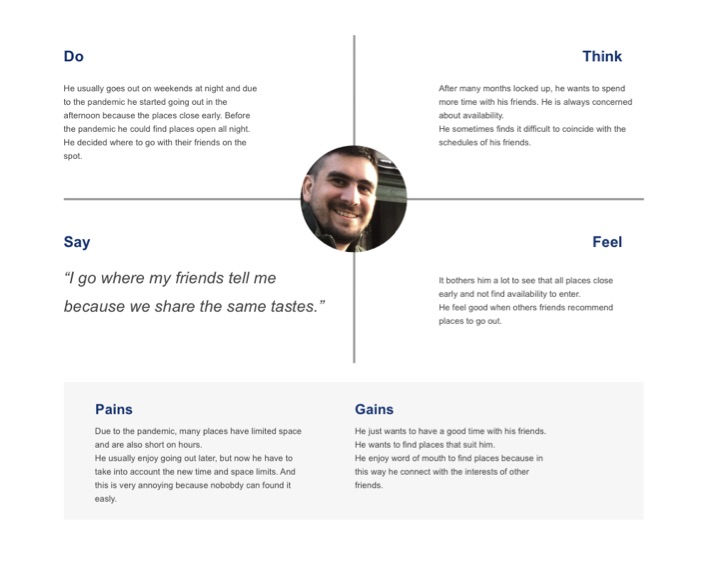 Do
He usually goes out on weekends at night and due
to the pandemic he started going out in the
afternoon because the places close early. Before
the pandemic he could find places open all night.
He decided where to go with their friends on the
spot.
Think
After many months locked up, he wants to spend
more time with his friends. He is always concerned
about availability.
He sometimes finds it difficult to coincide with the
schedules of his friends.
Say
“I go where my friends tell me
because we share the same tastes.”
Feel
It bothers him a lot to see that all places close
early and not find availability to enter.
He feel good when others friends recommend
places to go out.
Pains
Due to the pandemic, many places have limited space
and are also short on hours.
He usually enjoy going out later, but now he have to
take into account the new time and space limits. And
this is very annoying because nobobdy can found it
easly.
Gains
He just wants to have a good time with his friends.
He wants to find places that suit him.
He enjoy word of mouth to find places because in
this way he connect with the interests of other
friends.